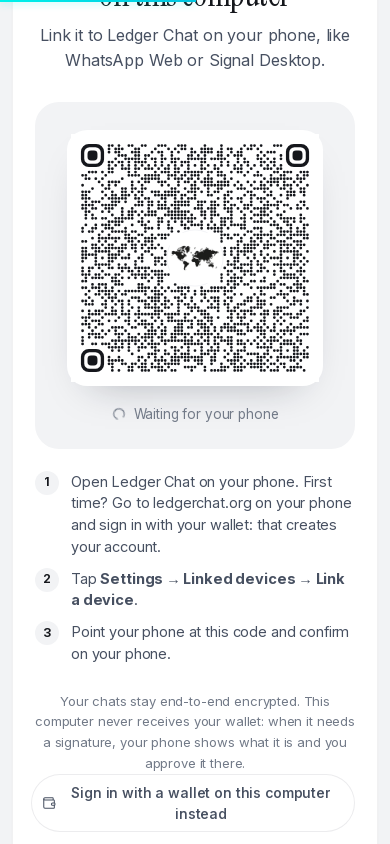 on this computer
Link it to Ledger Chat on your phone, like
WhatsApp Web or Signal Desktop.
Waiting for your phone
1 Open Ledger Chat on your phone. First
time? Go to ledgerchat.org on your phone
and sign in with your wallet: that creates
your account.
2 Tap Settings → Linked devices → Link
a device.
3 Point your phone at this code and confirm
on your phone.
Your chats stay end-to-end encrypted. This
computer never receives your wallet: when it needs
a signature, your phone shows what it is and you
approve it there.
Sign in with a wallet on this computer
instead